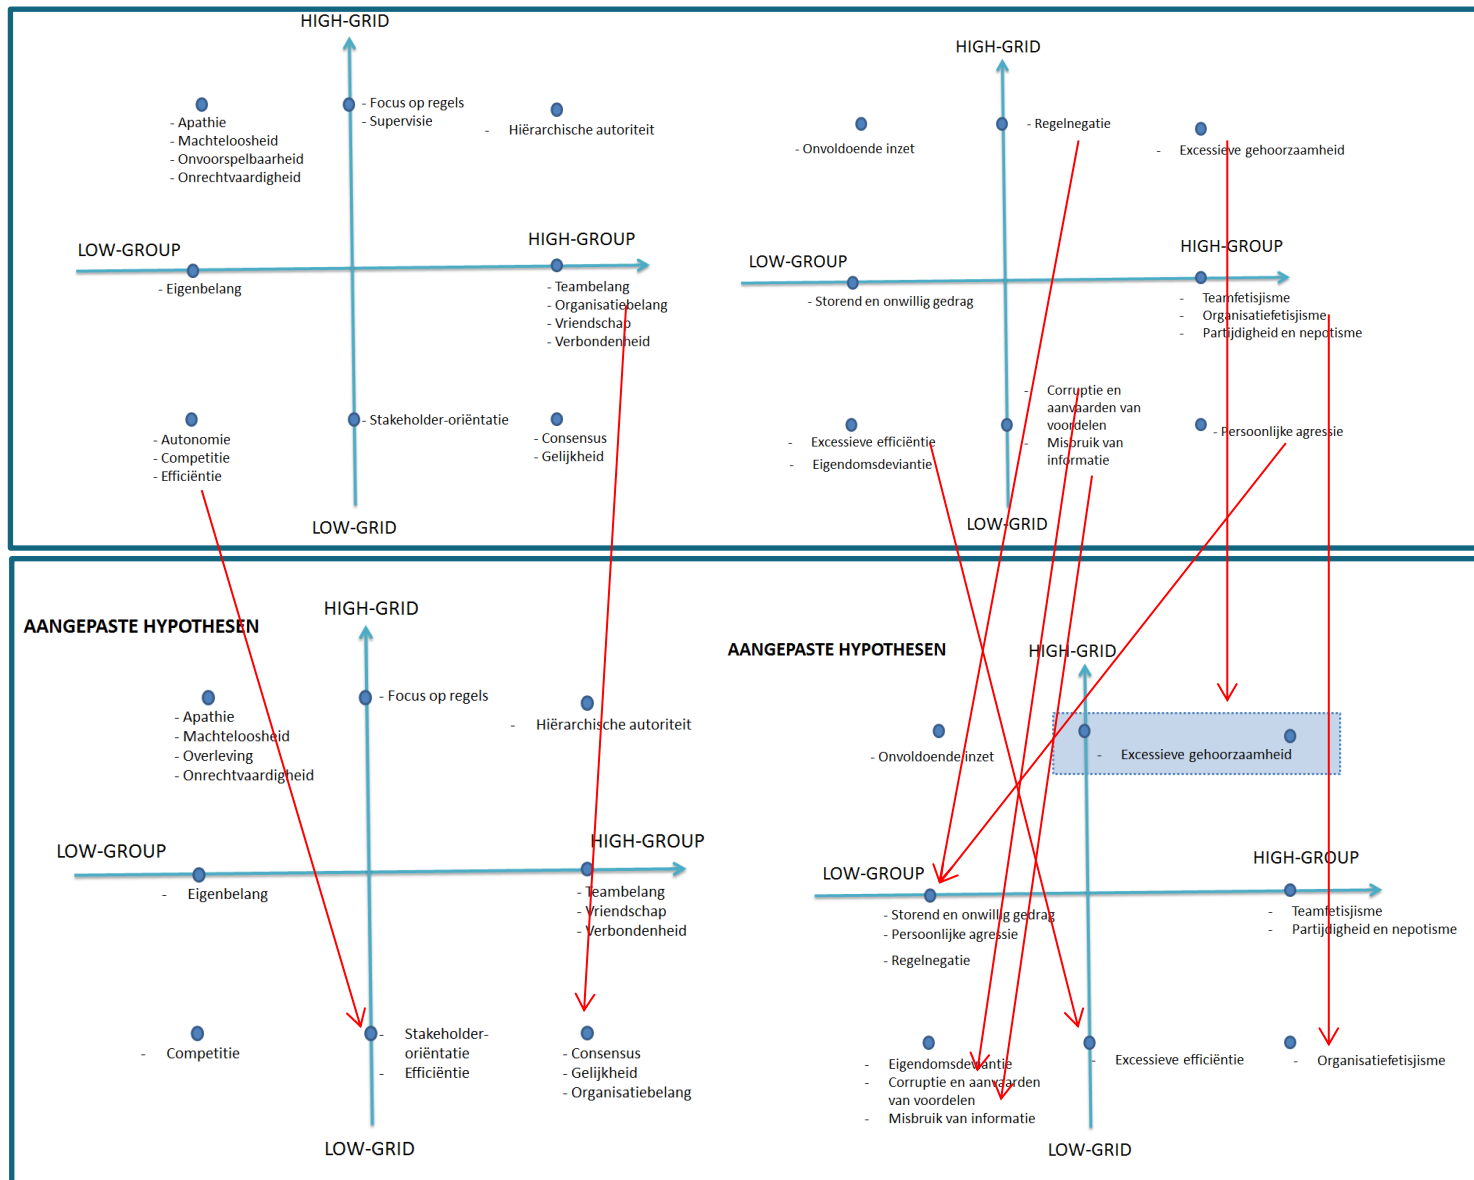 HIGH-GRID
- Apathie
- Machteloosheid
- Onvoorspelbaarheid
- Onrechtvaardigheid
- Focus op regels
- Supervisie
- Hiërarchische autoriteit
LOW-GROUP
HIGH-GROUP
- Eigenbelang
- Teambelang
- Organisatiebelang
- Vriendschap
- Verbondenheid
- Autonomie
- Competitie
- Efficiëntie
- Stakeholder-oriëntatie
- Consensus
- Gelijkheid
LOW-GRID
HIGH-GRID
- Onvoldoende inzet
- Regelnegatie
- Excessieve gehoorzaamheid
LOW-GROUP
HIGH-GROUP
- Storend en onwillig gedrag
- Teamfetisjisme
- Organisatiefetisjisme
- Partijdigheid en nepotisme
- Excessieve efficiëntie
- Eigendomsdeviantie
- Corruptie en
aanvaarden van
voordelen
- Misbruik van
informatie
- Persoonlijke agressie
LOW-GRID
AANGEPASTE HYPOTHESEN
HIGH-GRID
- Apathie
- Machteloosheid
- Overleving
- Onrechtvaardigheid
- Focus op regels
- Hiërarchische autoriteit
LOW-GROUP
HIGH-GROUP
- Eigenbelang
- Teambelang
- Vriendschap
- Verbondenheid
- Competitie
- Stakeholder-
oriëntatie
- Efficiëntie
- Consensus
- Gelijkheid
- Organisatiebelang
LOW-GRID
AANGEPASTE HYPOTHESEN
HIGH-GRID
- Onvoldoende inzet
- Excessieve gehoorzaamheid
LOW-GROUP
HIGH-GROUP
- Storend en onwillig gedrag
- Persoonlijke agressie
- Regelnegatie
- Teamfetisjisme
- Partijdigheid en nepotisme
- Eigendomsdeviantie
- Corruptie en aanvaarden
van voordelen
- Misbruik van informatie
- Excessieve efficiëntie
- Organisatiefetisjisme
LOW-GRID